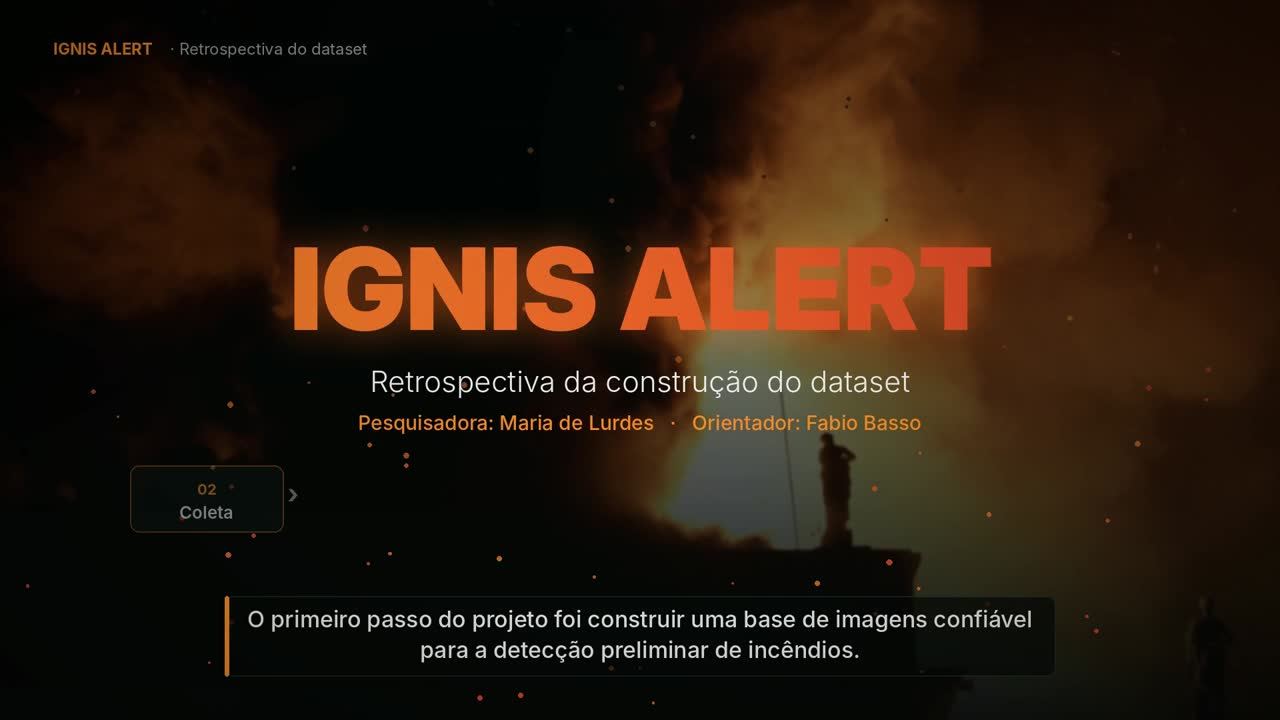 IGNIS ALERT · Retrospectiva do dataset
IGNIS ALERT
Retrospectiva da construção do dataset
Pesquisadora: Maria de Lurdes · Orientador: Fabio Basso
02
Coleta
›
O primeiro passo do projeto foi construir uma base de imagens confiável
para a detecção preliminar de incêndios.